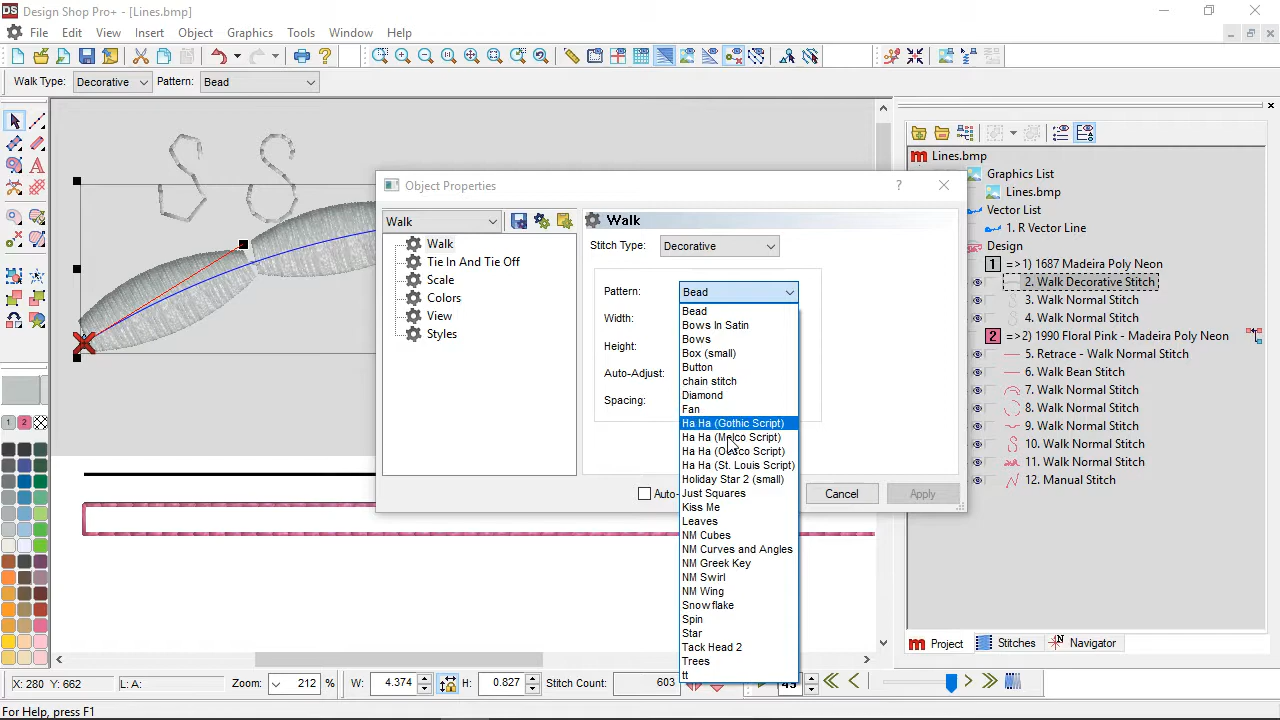 DS Design Shop Pro+ - [Lines.bmp]
File Edit View Insert Object Graphics Tools Window Help
Walk Type: Decorative Pattern: Bead
Object Properties
Walk
Walk
Tie In And Tie Off
Scale
Colors
View
Styles
Walk
Stitch Type: Decorative
Pattern: Bead
Width:
Height:
Auto-Adjust:
Spacing:
Bead
Bows In Satin
Bows
Box (small)
Button
chain stitch
Diamond
Fan
Ha Ha (Gothic Script)
Ha Ha (Melco Script)
Ha Ha (Script)
Ha Ha (St. Louis Script)
Holiday Star 2 (small)
Just Squares
Kiss Me
Leaves
NM Cubes
NM Curves and Angles
NM Greek Key
NM Swirl
NM Wing
Snowflake
Spin
Star
Tack Head 2
Trees
tt
Auto-
Cancel Apply
Lines.bmp
Graphics List
Lines.bmp
Vector List
1. R Vector Line
Design
1 =>1) 1687 Madeira Poly Neon
2. Walk Decorative Stitch
3. Walk Normal Stitch
4. Walk Normal Stitch
2 =>2) 1990 Floral Pink - Madeira Poly Neon
5. Retrace - Walk Normal Stitch
6. Walk Bean Stitch
7. Walk Normal Stitch
8. Walk Normal Stitch
9. Walk Normal Stitch
10. Walk Normal Stitch
11. Walk Normal Stitch
12. Manual Stitch
Project Stitches Navigator
1 2
X: 280 Y: 662 L: A: Zoom: 212 % W: 4.374 H: 0.827 Stitch Count: 603
For Help, press F1